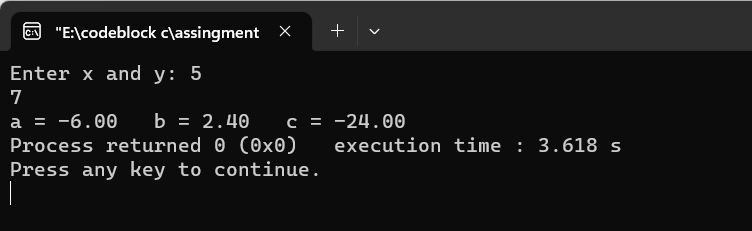 "E:\codeblock c\assingment
Enter x and y: 5
7
a = -6.00   b = 2.40   c = -24.00
Process returned 0 (0x0)   execution time : 3.618 s
Press any key to continue.